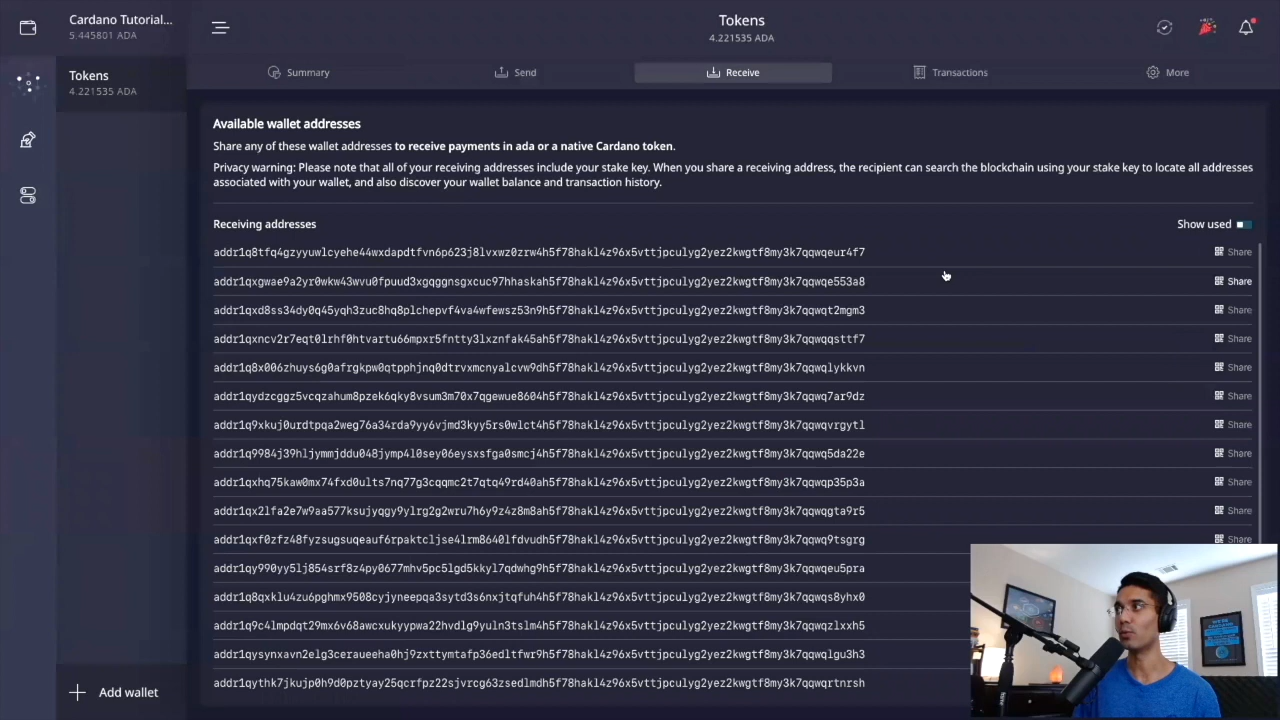 Cardano Tutorial...
5.445801 ADA
Tokens
4.221535 ADA
Tokens
4.221535 ADA
Summary
Send
Receive
Transactions
More
Available wallet addresses
Share any of these wallet addresses to receive payments in ada or a native Cardano token.
Privacy warning: Please note that all of your receiving addresses include your stake key. When you share a receiving address, the recipient can search the blockchain using your stake key to locate all addresses
associated with your wallet, and also discover your wallet balance and transaction history.
Receiving addresses
Show used
addr1q8tfq4gzyyuwlcyehe44wxdapdtfvn6p623j8lvxwz0zrw4h5f78hakl4z96x5vttjpculyg2yez2kwgtf8my3k7qqwqeur4f7 Share
addr1qxgwae9a2yr0wkw43wvu0fpuud3xgqggnsgxcuc97hhaskah5f78hakl4z96x5vttjpculyg2yez2kwgtf8my3k7qqwqe553a8 Share
addr1qxd8ss34dy0q45yqh3zuc8hq8plchepvf4va4wfewsz53n9h5f78hakl4z96x5vttjpculyg2yez2kwgtf8my3k7qqwqt2mgm3 Share
addr1qxncv2r7eqt0lrhf0htvartu66mpxr5fntty3lxznfak45ah5f78hakl4z96x5vttjpculyg2yez2kwgtf8my3k7qqwqqsttf7 Share
addr1q8x006zhuys6g0afrgkpw0qtpphjnq0dtrvxmcnyalcvw9dh5f78hakl4z96x5vttjpculyg2yez2kwgtf8my3k7qqwqlykkvn Share
addr1qydzcggz5vcqzahum8pzek6qky8vsum3m70x7qgewue8604h5f78hakl4z96x5vttjpculyg2yez2kwgtf8my3k7qqwq7ar9dz Share
addr1q9xkuj0urdtpqa2weg76a34rda9yy6vjmd3kyy5rs0wlct4h5f78hakl4z96x5vttjpculyg2yez2kwgtf8my3k7qqwqvrgytl Share
addr1q9984j39hljymmjddu048jymp4l0sey06eysxsfga0smcj4h5f78hakl4z96x5vttjpculyg2yez2kwgtf8my3k7qqwq5da22e Share
addr1qxhq75kaw0mx74fxd0ults7nq77g3cqqmc2t7qtq49rd40ah5f78hakl4z96x5vttjpculyg2yez2kwgtf8my3k7qqwqp35p3a Share
addr1qx2lfa2e7w9aa577ksujyqgy9ylrg2g2wru7h6y9z4z8m8ah5f78hakl4z96x5vttjpculyg2yez2kwgtf8my3k7qqwqgta9r5 Share
addr1qxf0zfz48fyzsugsuqeauf6rpaktcljse4lrm8640lfdvudh5f78hakl4z96x5vttjpculyg2yez2kwgtf8my3k7qqwq9tsgrg Share
addr1qy990yy5lj854srf8z4py0677mhv5pc5lgd5kkyl7qdwhg9h5f78hakl4z96x5vttjpculyg2yez2kwgtf8my3k7qqwqeu5pra
addr1q8qxklu4zu6pghmx9508cyjyneepqa3sytd3s6nxjtqfuh4h5f78hakl4z96x5vttjpculyg2yez2kwgtf8my3k7qqwqs8yhx0
addr1q9c4lmpdqt29mx6v68awcxukyypwa22hvdlg9yuln3tslm4h5f78hakl4z96x5vttjpculyg2yez2kwgtf8my3k7qqwqzlxxh5
addr1qysynxavn2elg3ceraueeha0hj9zxttymtafp36edltfwr9h5f78hakl4z96x5vttjpculyg2yez2kwgtf8my3k7qqwqlgu3h3
addr1qythk7jkujp0h9d0pztyay25qcrfpz22sjvrcg63zsedlmdh5f78hakl4z96x5vttjpculyg2yez2kwgtf8my3k7qqwqrtnrsh
Add wallet